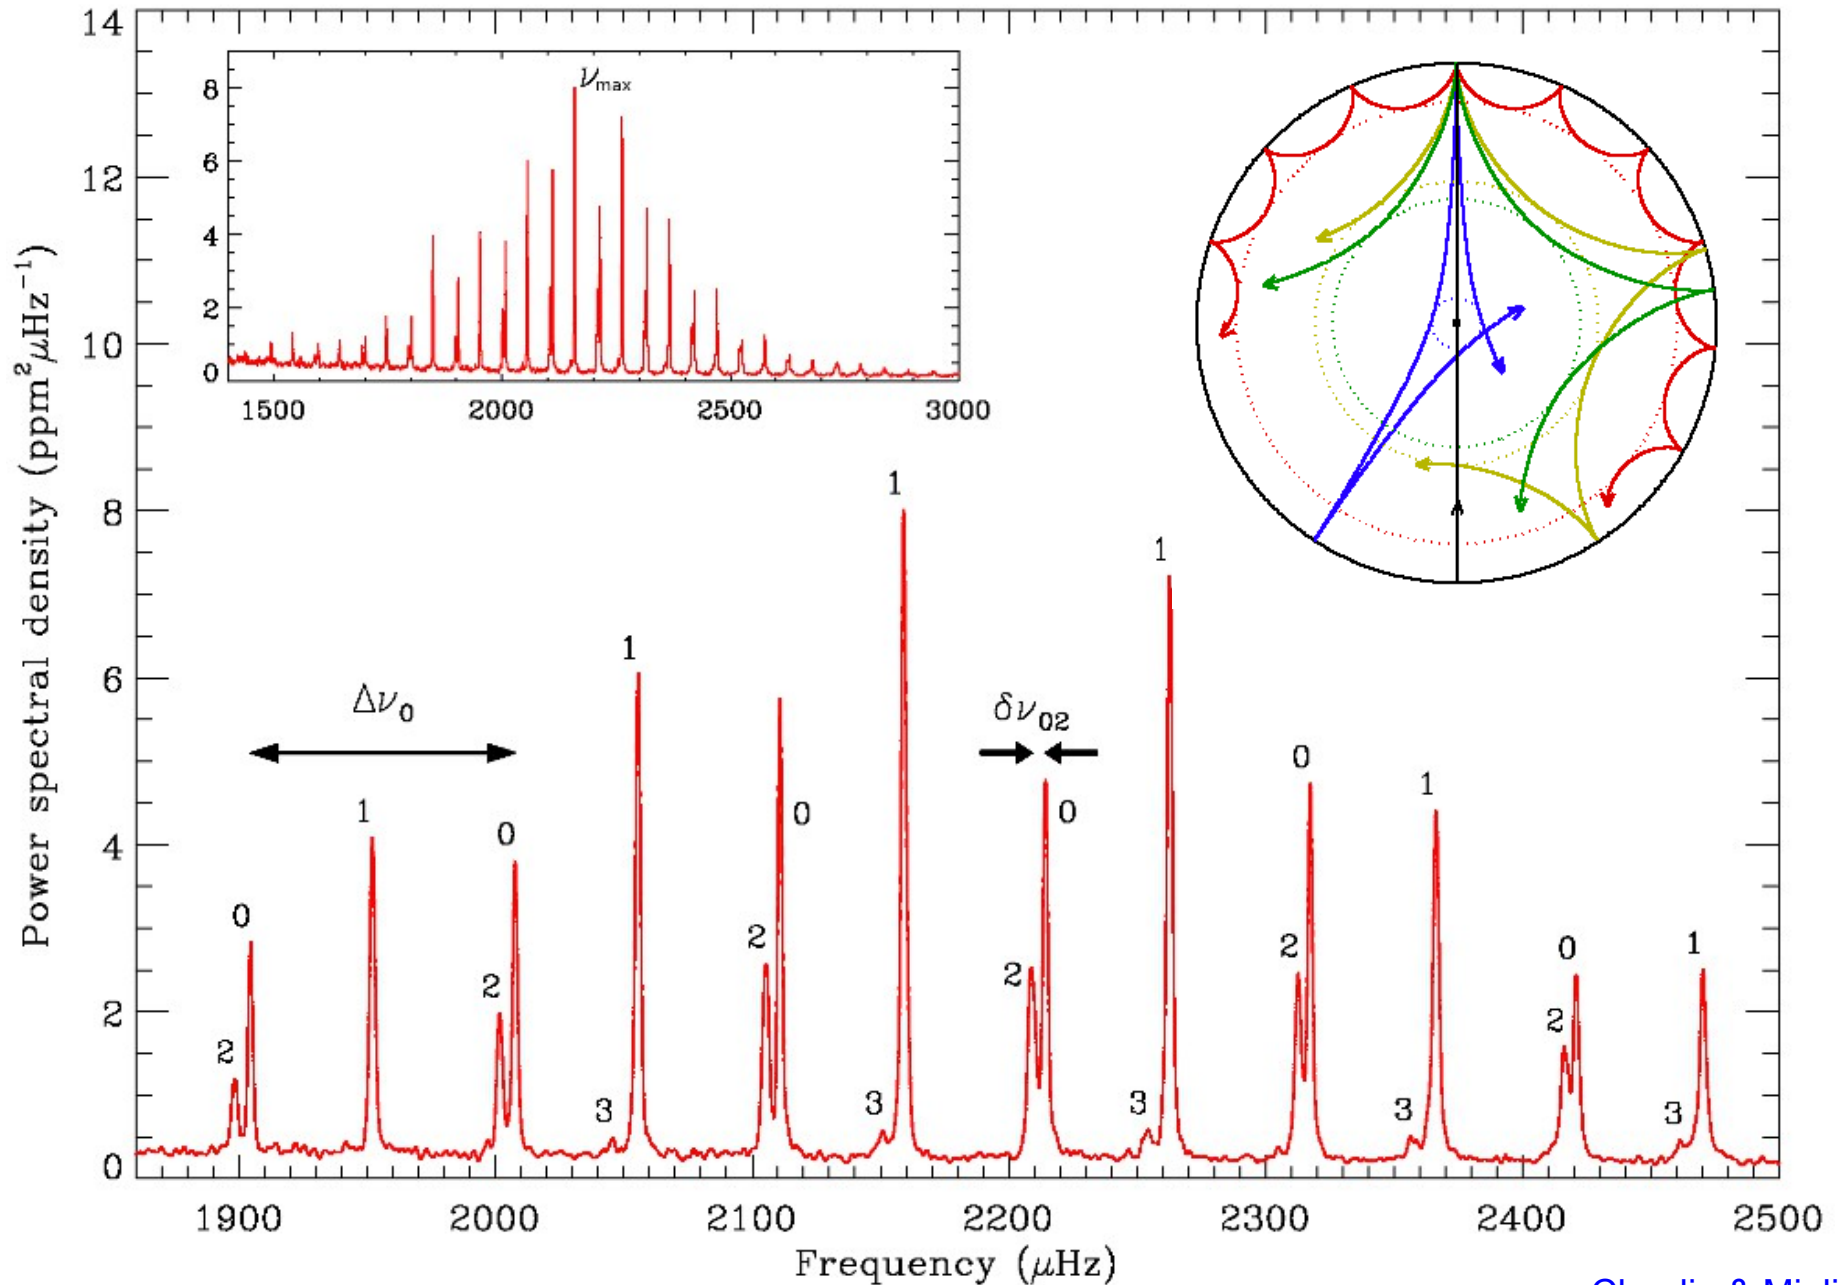 14
12
10
8
6
4
2
0
Power spectral density (ppm² μHz⁻¹)
1900 2000 2100 2200 2300 2400 2500
Frequency (μHz)
8
6
4
2
0
1500 2000 2500 3000
ν_max
Δν₀
δν₀₂
2 0 1 2 0 3 1 2 0 3 1 2 0 3 1 2 0 3 1 2 0 3 1